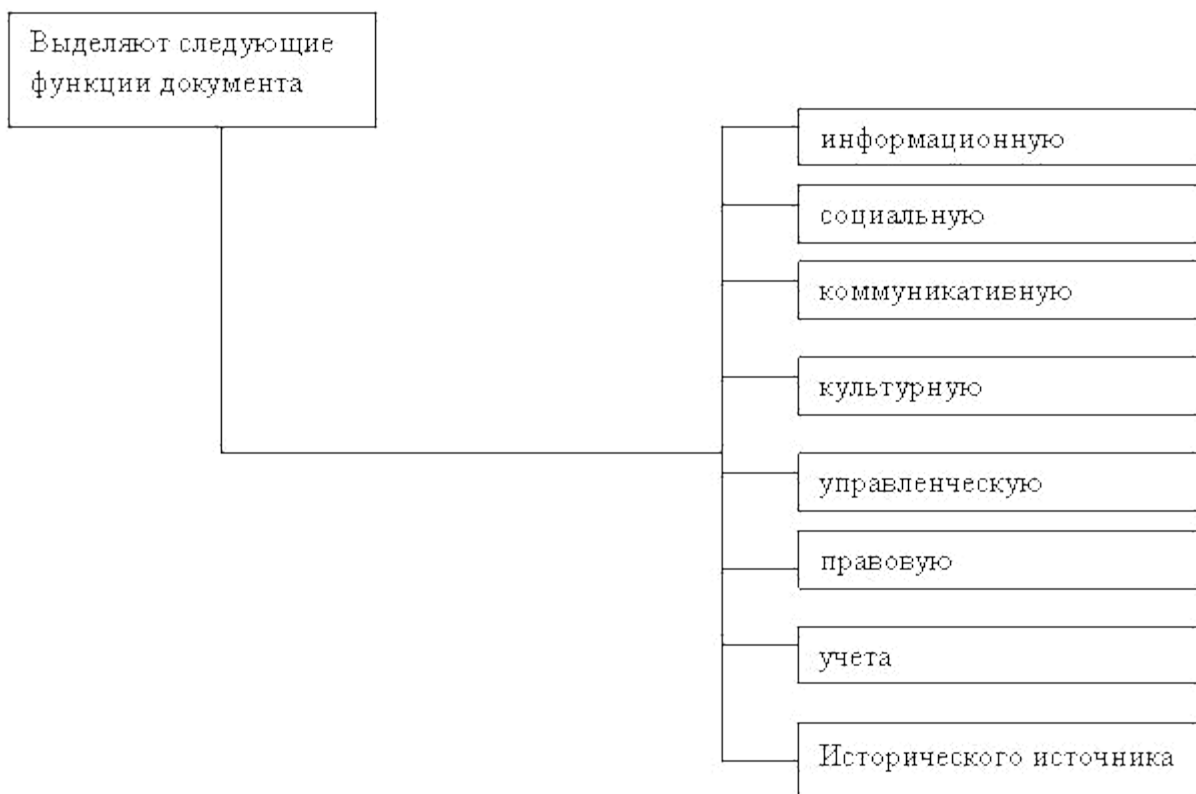 Выделяют следующие
функции документа
информационную
социальную
коммуникативную
культурную
управленческую
правовую
учета
Исторического источника